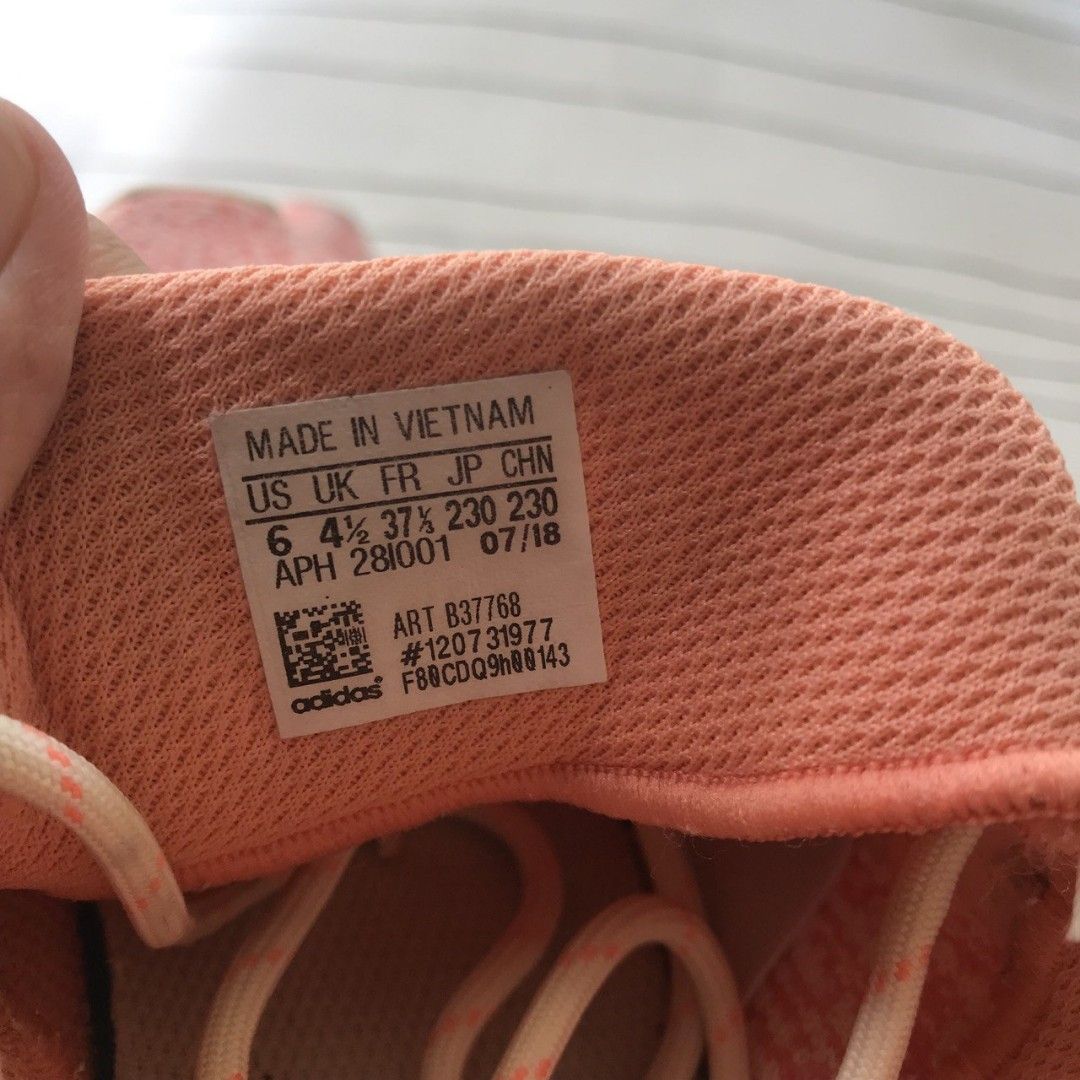 MADE IN VIETNAM
US UK FR JP CHN
6 4½ 37⅓ 230 230
APH 28I001 07/18
ART B37768
#120731977
F80CDQ9h00143
adidas